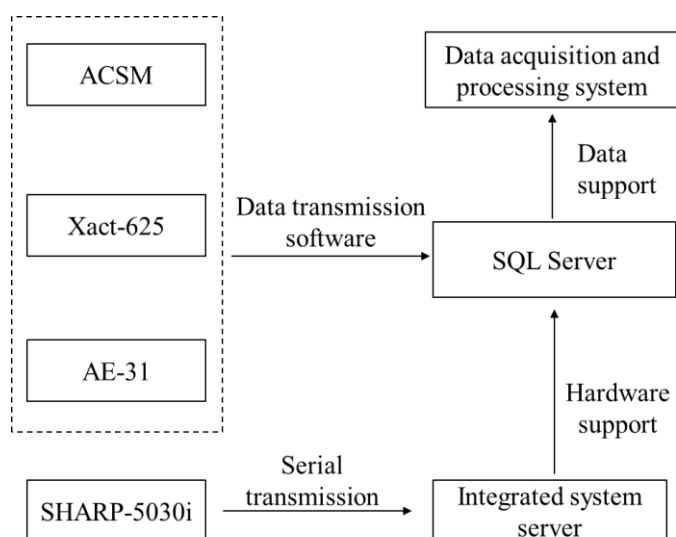 ACSM
Data acquisition and
processing system
Data
support
Xact-625
Data transmission
software
SQL Server
AE-31
Hardware
support
SHARP-5030i
Serial
transmission
Integrated system
server